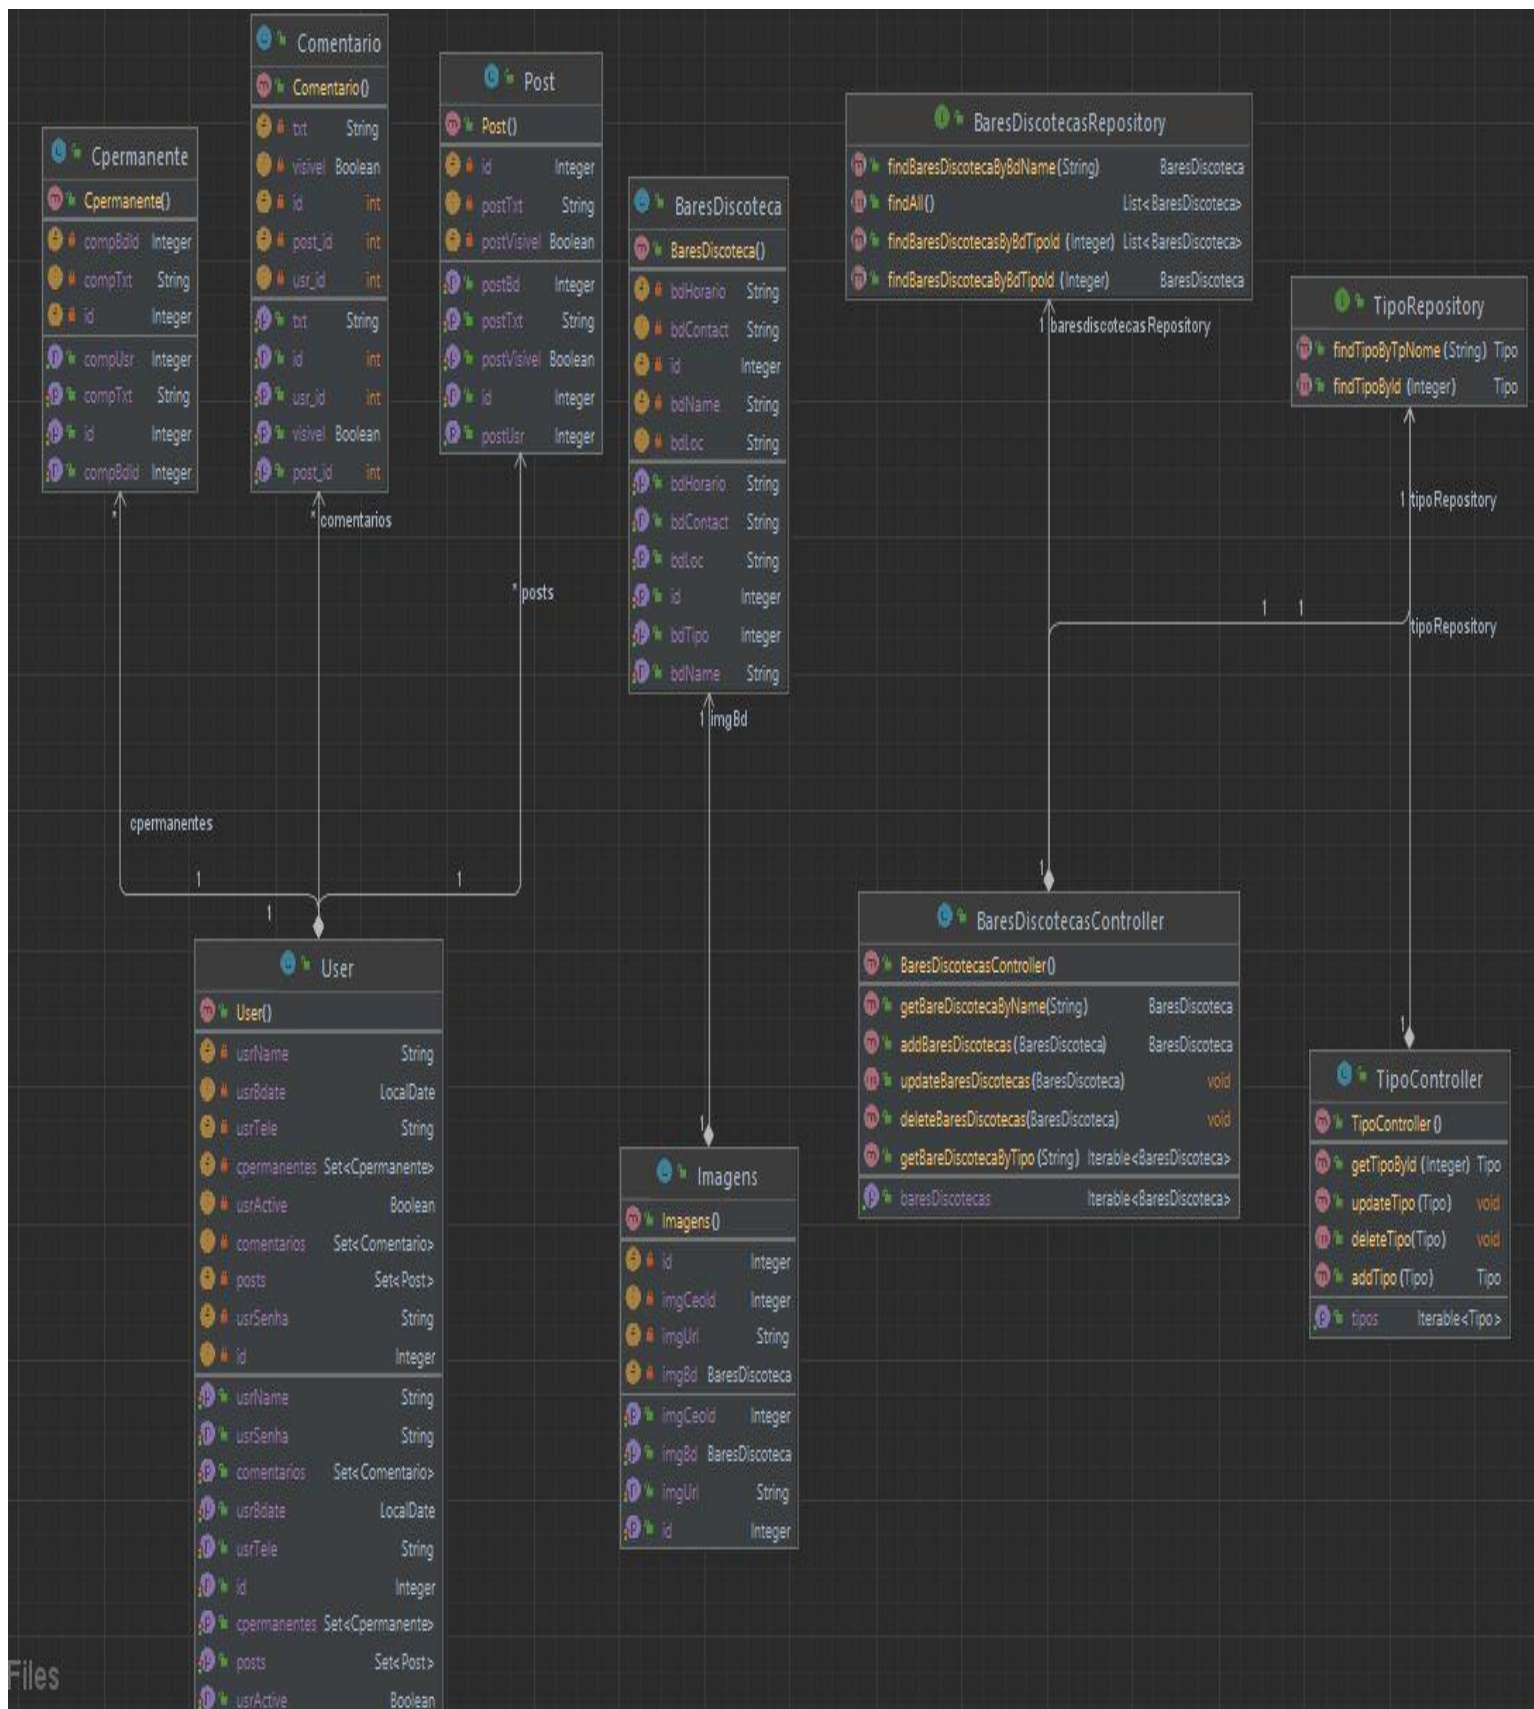 Cpermanente
Cpermanente()
compBdId Integer
compTxt String
id Integer
compUsr Integer
compTxt String
id Integer
compBdId Integer
*
cpermanentes
1
Comentario
Comentario()
txt String
visivel Boolean
id int
post_id int
usr_id int
txt String
id int
usr_id int
visivel Boolean
post_id int
* comentarios
1
Post
Post()
id Integer
postTxt String
postVisivel Boolean
postBd Integer
postTxt String
postVisivel Boolean
id Integer
postUsr Integer
* posts
1
User
User()
usrName String
usrBdate LocalDate
usrTele String
cpermanentes Set<Cpermanente>
usrActive Boolean
comentarios Set<Comentario>
posts Set<Post>
usrSenha String
id Integer
usrName String
usrSenha String
comentarios Set<Comentario>
usrBdate LocalDate
usrTele String
id Integer
cpermanentes Set<Cpermanente>
posts Set<Post>
usrActive Boolean
BaresDiscoteca
BaresDiscoteca()
bdHorario String
bdContact String
id Integer
bdName String
bdLoc String
bdHorario String
bdContact String
bdLoc String
id Integer
bdTipo Integer
bdName String
1 imgBd
1
Imagens
Imagens()
id Integer
imgCeoId Integer
imgUrl String
imgBd BaresDiscoteca
imgCeoId Integer
imgBd BaresDiscoteca
imgUrl String
id Integer
BaresDiscotecasRepository
findBaresDiscotecaByBdName(String) BaresDiscoteca
findAll() List<BaresDiscoteca>
findBaresDiscotecasByBdTipoId (Integer) List<BaresDiscoteca>
findBaresDiscotecaByBdTipoId (Integer) BaresDiscoteca
1 baresdiscotecasRepository
TipoRepository
findTipoByTpNome(String) Tipo
findTipoById (Integer) Tipo
1 tipoRepository
1 1
tipoRepository
1
BaresDiscotecasController
BaresDiscotecasController()
getBareDiscotecaByName(String) BaresDiscoteca
addBaresDiscotecas(BaresDiscoteca) BaresDiscoteca
updateBaresDiscotecas(BaresDiscoteca) void
deleteBaresDiscotecas(BaresDiscoteca) void
getBareDiscotecaByTipo(String) Iterable<BaresDiscoteca>
baresDiscotecas Iterable<BaresDiscoteca>
1
TipoController
TipoController()
getTipoById (Integer) Tipo
updateTipo(Tipo) void
deleteTipo(Tipo) void
addTipo(Tipo) Tipo
tipos Iterable<Tipo>
Files